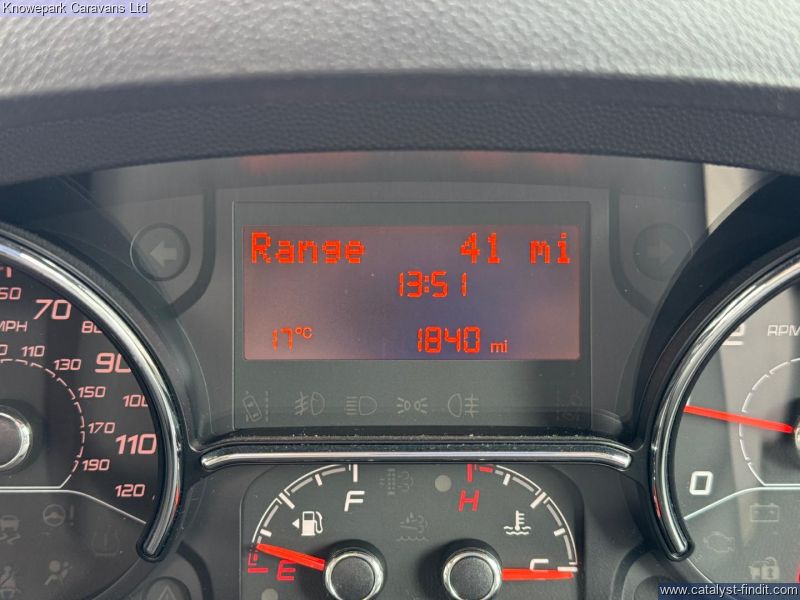 Knowepark Caravans Ltd
Range 41 mi
13:51
17°C 1840 mi
70
MPH
90
110
120
110
130
150
170
190
100
F
E
H
C
RPM
0
www.catalyst-findit.com